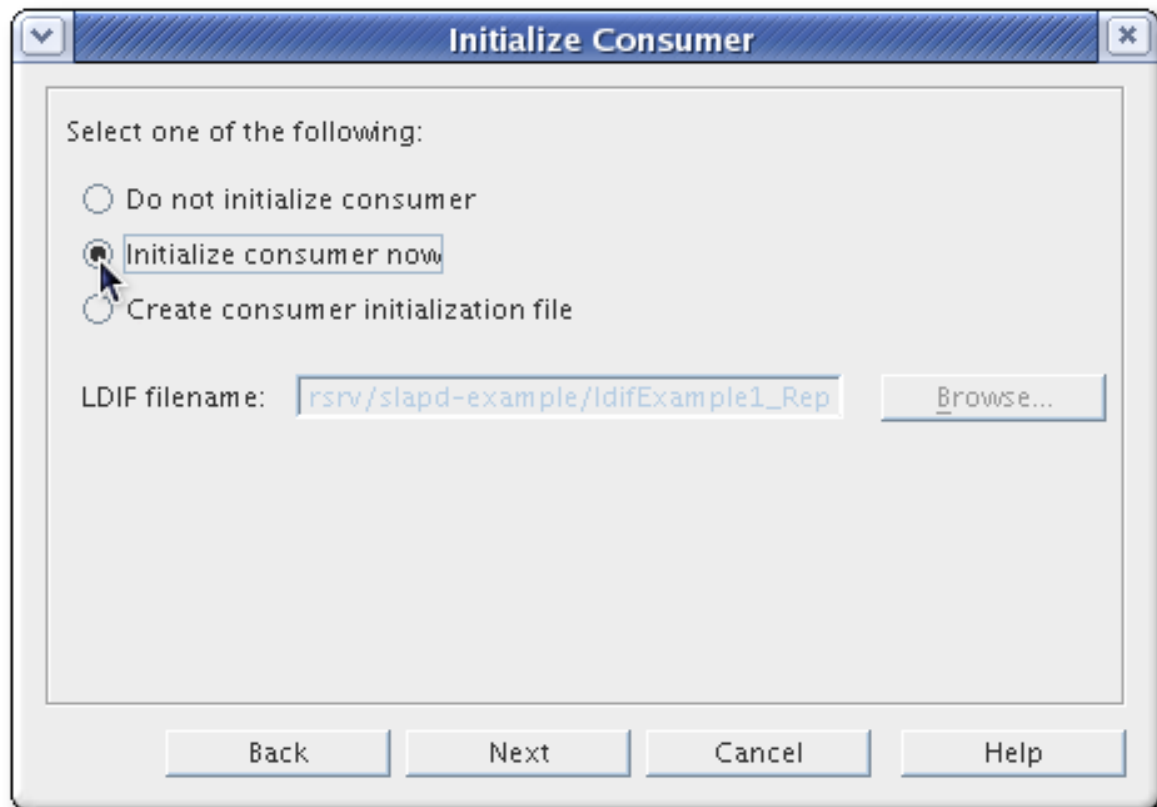 Initialize Consumer
Select one of the following:
Do not initialize consumer
Initialize consumer now
Create consumer initialization file
LDIF filename: rsrv/slapd-example/ldifExample1_Rep Browse...
Back Next Cancel Help